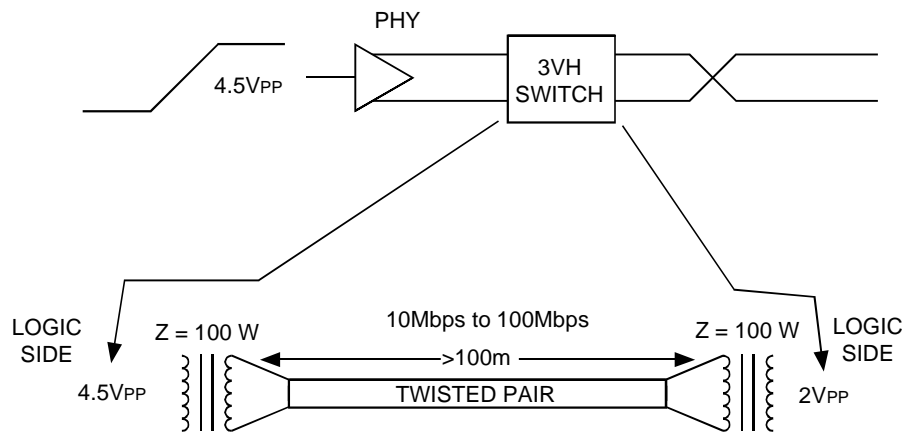 PHY
4.5VPP
3VH
SWITCH
LOGIC
SIDE
Z = 100 W
10Mbps to 100Mbps
Z = 100 W
LOGIC
SIDE
>100m
4.5VPP
TWISTED PAIR
2VPP